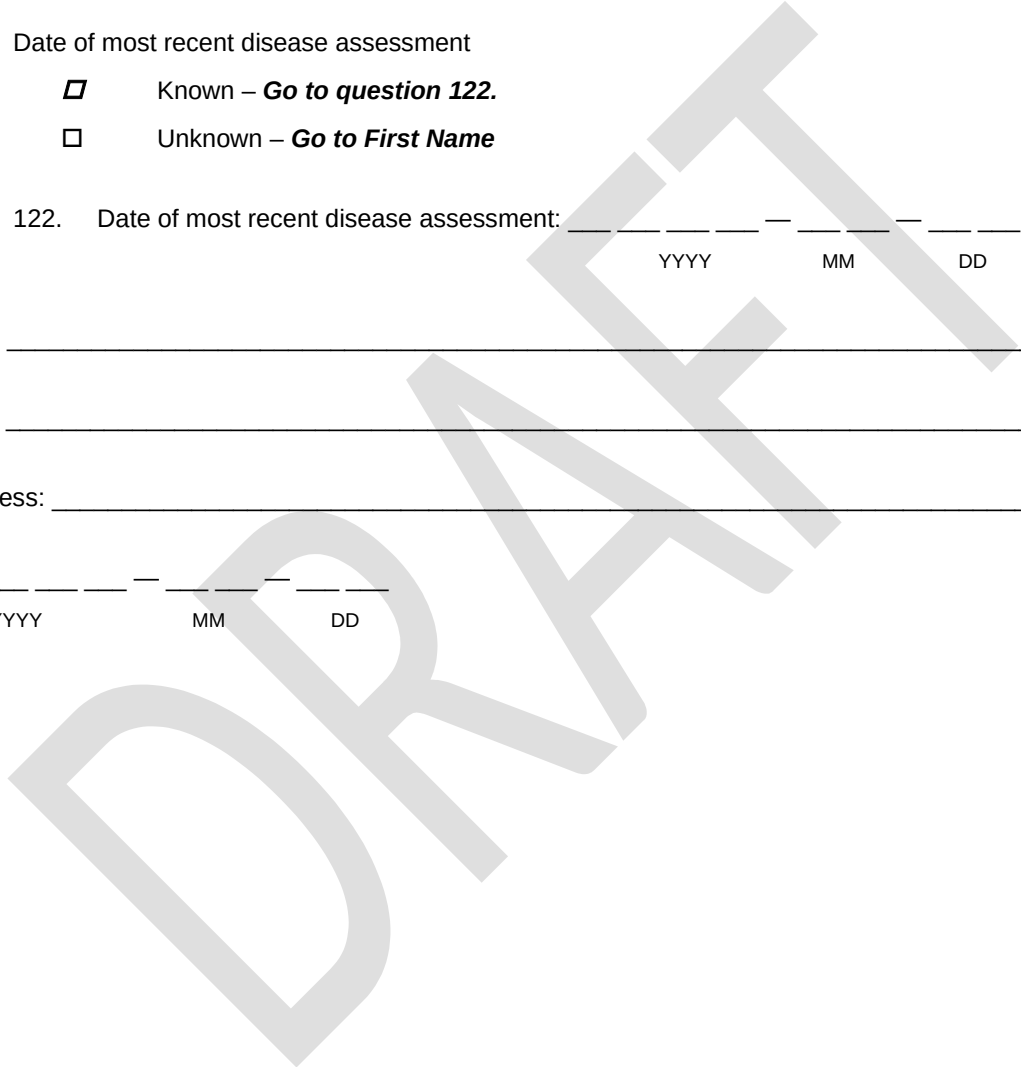 Date of most recent disease assessment
☐ Known – Go to question 122.
☐ Unknown – Go to First Name
122. Date of most recent disease assessment: ___ ___ ___ ___ — ___ ___ — ___ ___
YYYY MM DD
ess: ______________________________
___ ___ ___ — ___ ___ — ___ ___
YYYY MM DD
DRAFT